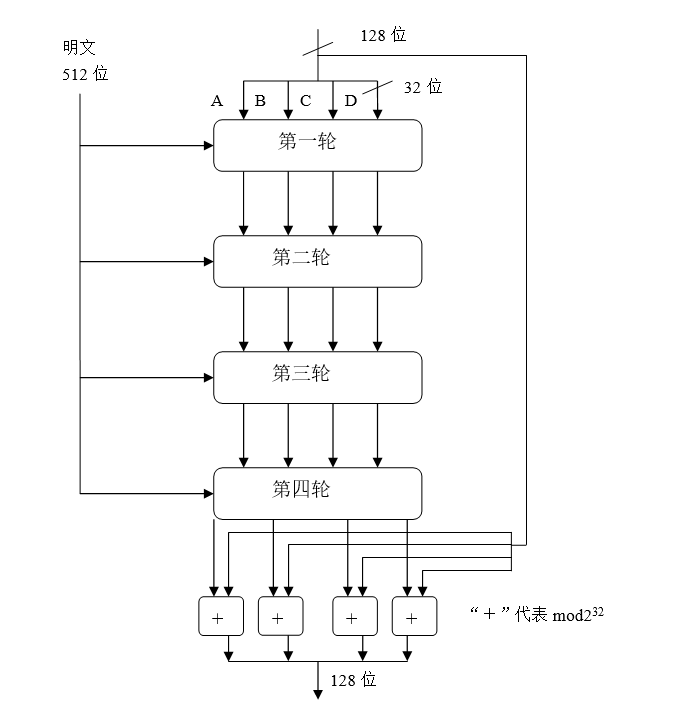 128 位
明文
512 位
32 位
A B C D
第一轮
第二轮
第三轮
第四轮
+ + + +
“＋”代表 mod2³²
128 位